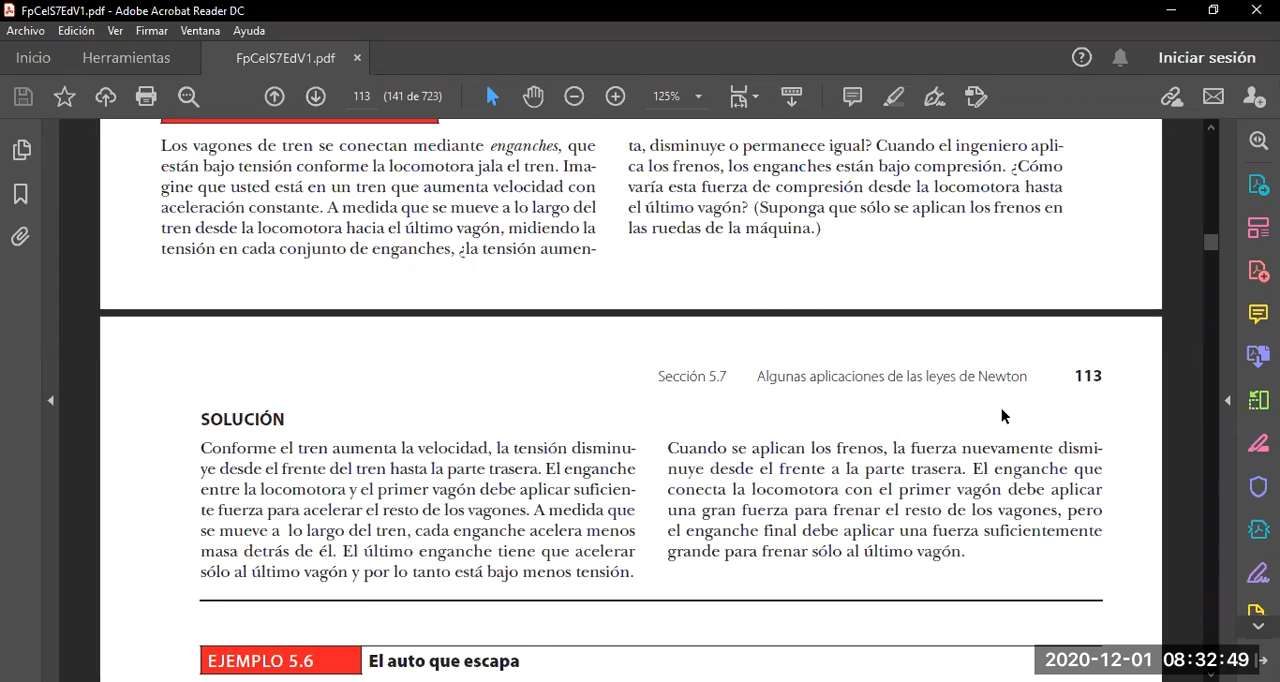 FpCeIS7EdV1.pdf - Adobe Acrobat Reader DC
Archivo Edición Ver Firmar Ventana Ayuda
Inicio Herramientas FpCeIS7EdV1.pdf × Iniciar sesión
113 (141 de 723) 125%
Los vagones de tren se conectan mediante enganches, que
están bajo tensión conforme la locomotora jala el tren. Ima-
gine que usted está en un tren que aumenta velocidad con
aceleración constante. A medida que se mueve a lo largo del
tren desde la locomotora hacia el último vagón, midiendo la
tensión en cada conjunto de enganches, ¿la tensión aumen-
ta, disminuye o permanece igual? Cuando el ingeniero apli-
ca los frenos, los enganches están bajo compresión. ¿Cómo
varía esta fuerza de compresión desde la locomotora hasta
el último vagón? (Suponga que sólo se aplican los frenos en
las ruedas de la máquina.)
Sección 5.7 Algunas aplicaciones de las leyes de Newton 113
SOLUCIÓN
Conforme el tren aumenta la velocidad, la tensión disminu-
ye desde el frente del tren hasta la parte trasera. El enganche
entre la locomotora y el primer vagón debe aplicar suficien-
te fuerza para acelerar el resto de los vagones. A medida que
se mueve a lo largo del tren, cada enganche acelera menos
masa detrás de él. El último enganche tiene que acelerar
sólo al último vagón y por lo tanto está bajo menos tensión.
Cuando se aplican los frenos, la fuerza nuevamente dismi-
nuye desde el frente a la parte trasera. El enganche que
conecta la locomotora con el primer vagón debe aplicar
una gran fuerza para frenar el resto de los vagones, pero
el enganche final debe aplicar una fuerza suficientemente
grande para frenar sólo al último vagón.
EJEMPLO 5.6 El auto que escapa
2020-12-01 08:32:49